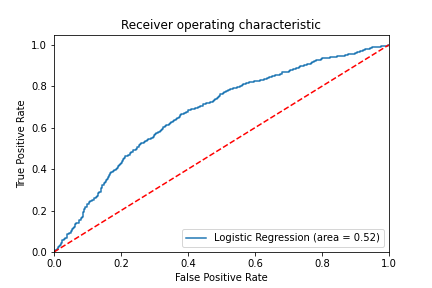 Receiver operating characteristic
1.0
0.8
0.6
0.4
0.2
0.0
True Positive Rate
Logistic Regression (area = 0.52)
0.0 0.2 0.4 0.6 0.8 1.0
False Positive Rate